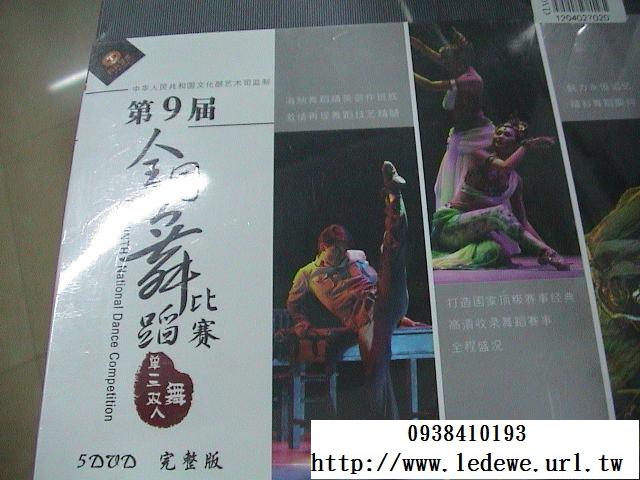 DVD
1204027020
中华人民共和国文化部艺术司监制
第9届
全国
舞蹈
比赛
NINTH National Dance Competition
单三双人
舞
5DVD 完整版
打造国家顶级赛事经典
高清收录舞蹈赛事
全程盛况
0938410193
http://www.ledewe.url.tw